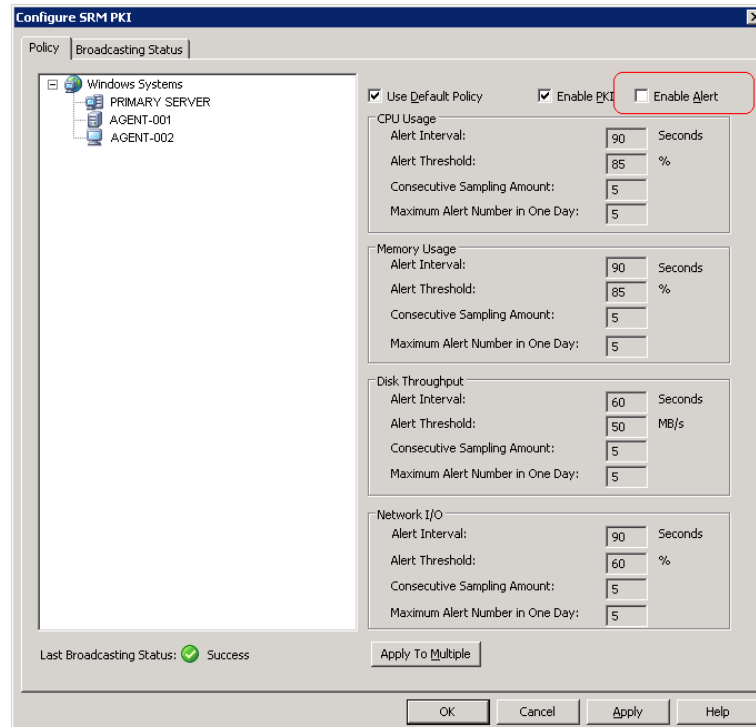 Configure SRM PKI
Policy Broadcasting Status
Windows Systems
PRIMARY SERVER
AGENT-001
AGENT-002
Use Default Policy Enable PKI Enable Alert
CPU Usage
Alert Interval: 90 Seconds
Alert Threshold: 85 %
Consecutive Sampling Amount: 5
Maximum Alert Number in One Day: 5
Memory Usage
Alert Interval: 90 Seconds
Alert Threshold: 85 %
Consecutive Sampling Amount: 5
Maximum Alert Number in One Day: 5
Disk Throughput
Alert Interval: 60 Seconds
Alert Threshold: 50 MB/s
Consecutive Sampling Amount: 5
Maximum Alert Number in One Day: 5
Network I/O
Alert Interval: 90 Seconds
Alert Threshold: 60 %
Consecutive Sampling Amount: 5
Maximum Alert Number in One Day: 5
Last Broadcasting Status: Success
Apply To Multiple
OK Cancel Apply Help